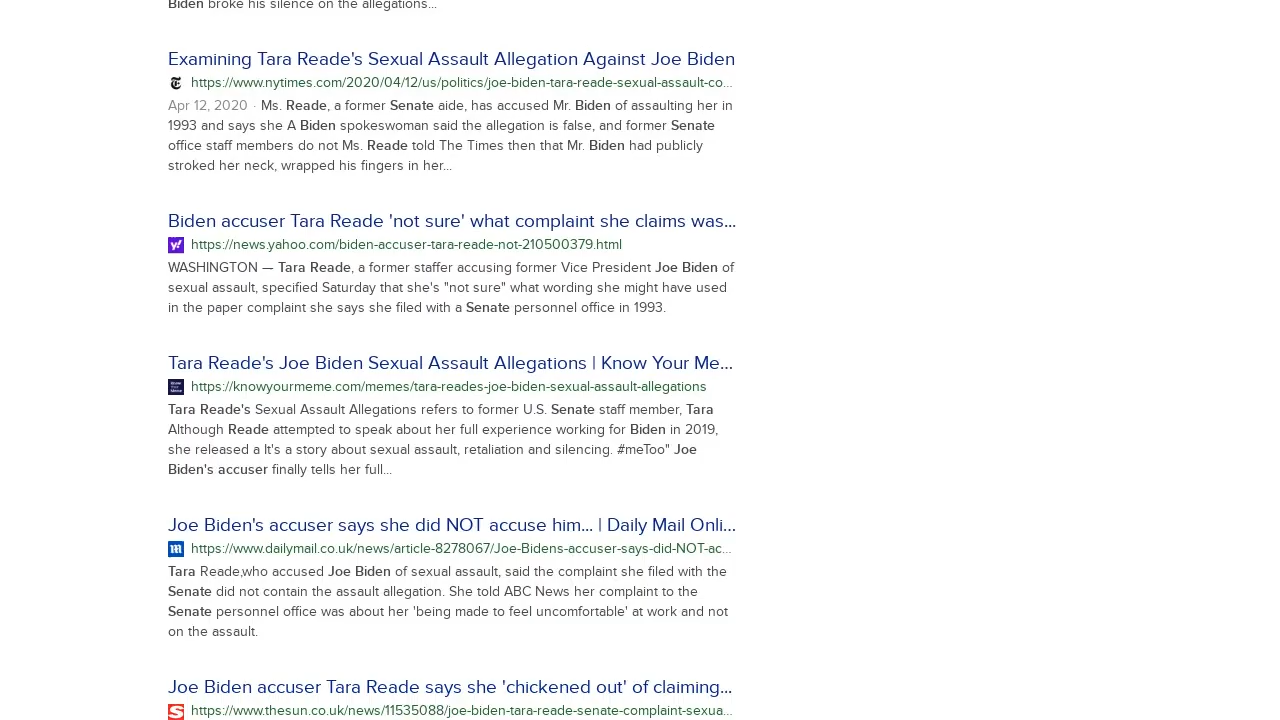 Biden broke his silence on the allegations...
Examining Tara Reade's Sexual Assault Allegation Against Joe Biden
https://www.nytimes.com/2020/04/12/us/politics/joe-biden-tara-reade-sexual-assault-co...
Apr 12, 2020 · Ms. Reade, a former Senate aide, has accused Mr. Biden of assaulting her in
1993 and says she A Biden spokeswoman said the allegation is false, and former Senate
office staff members do not Ms. Reade told The Times then that Mr. Biden had publicly
stroked her neck, wrapped his fingers in her...
Biden accuser Tara Reade 'not sure' what complaint she claims was...
https://news.yahoo.com/biden-accuser-tara-reade-not-210500379.html
WASHINGTON — Tara Reade, a former staffer accusing former Vice President Joe Biden of
sexual assault, specified Saturday that she's "not sure" what wording she might have used
in the paper complaint she says she filed with a Senate personnel office in 1993.
Tara Reade's Joe Biden Sexual Assault Allegations | Know Your Me...
https://knowyourmeme.com/memes/tara-reades-joe-biden-sexual-assault-allegations
Tara Reade's Sexual Assault Allegations refers to former U.S. Senate staff member, Tara
Although Reade attempted to speak about her full experience working for Biden in 2019,
she released a It's a story about sexual assault, retaliation and silencing. #meToo" Joe
Biden's accuser finally tells her full...
Joe Biden's accuser says she did NOT accuse him... | Daily Mail Onli...
https://www.dailymail.co.uk/news/article-8278067/Joe-Bidens-accuser-says-did-NOT-ac...
Tara Reade,who accused Joe Biden of sexual assault, said the complaint she filed with the
Senate did not contain the assault allegation. She told ABC News her complaint to the
Senate personnel office was about her 'being made to feel uncomfortable' at work and not
on the assault.
Joe Biden accuser Tara Reade says she 'chickened out' of claiming...
https://www.thesun.co.uk/news/11535088/joe-biden-tara-reade-senate-complaint-sexua...